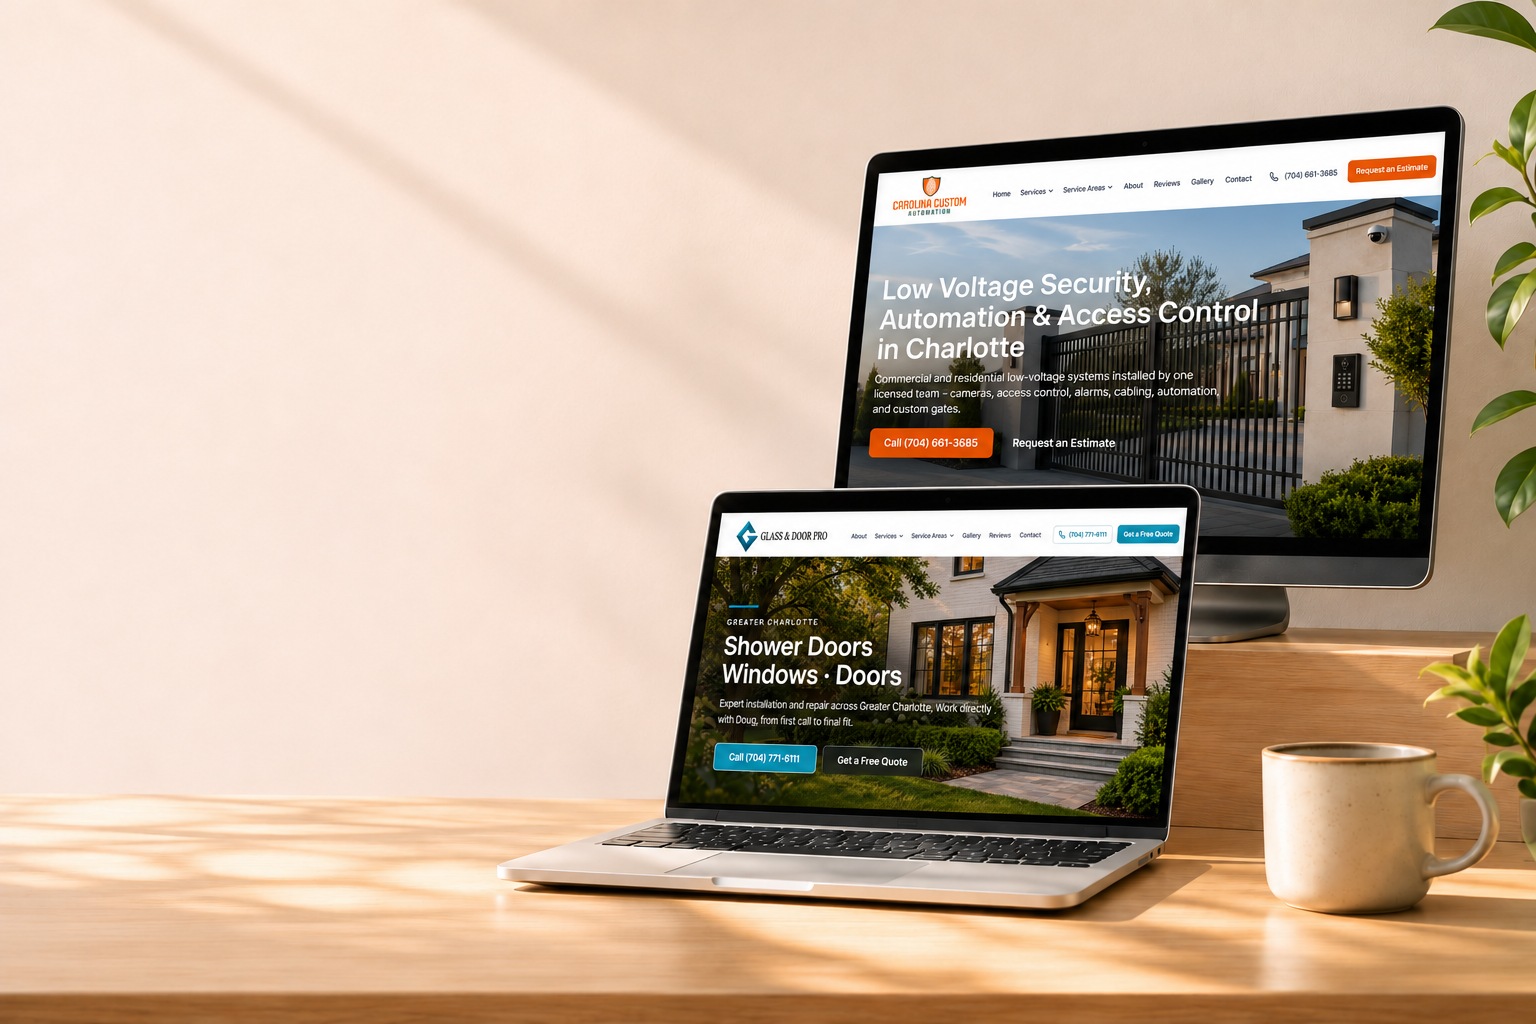 CAROLINA CUSTOM
AUTOMATION
Home Services Service Areas About Reviews Gallery Contact (704) 661-3685 Request an Estimate
Low Voltage Security,
Automation & Access Control
in Charlotte
Commercial and residential low-voltage systems installed by one
licensed team – cameras, access control, alarms, cabling, automation,
and custom gates.
Call (704) 661-3685 Request an Estimate
GLASS & DOOR PRO About Services Service Areas Gallery Reviews Contact (704) 771-6111 Get a Free Quote
GREATER CHARLOTTE
Shower Doors
Windows · Doors
Expert installation and repair across Greater Charlotte, Work directly
with Doug, from first call to final fit.
Call (704) 771-6111 Get a Free Quote